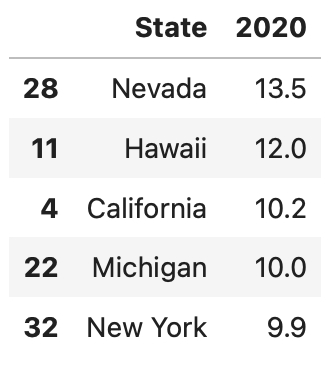 State 2020
28 Nevada 13.5
11 Hawaii 12.0
4 California 10.2
22 Michigan 10.0
32 New York 9.9